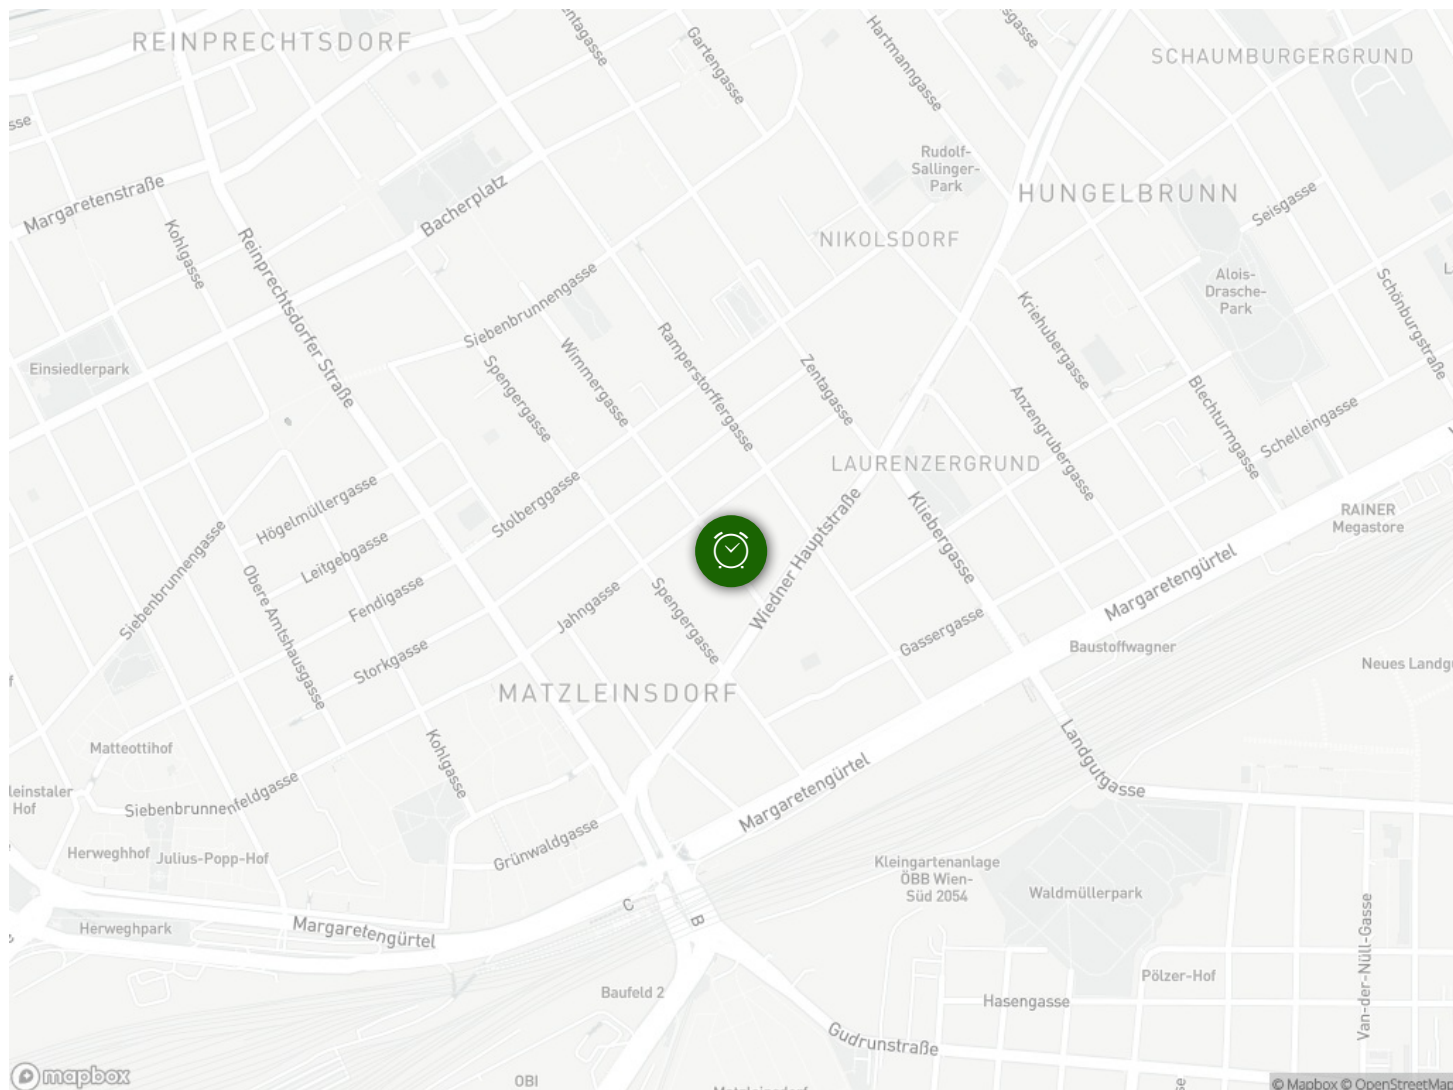 REINPRECHTSDORF
Gartengasse
Hartmanngasse
SCHAUMBURGERGRUND
Rudolf-
Sallinger-
Park
Margaretenstraße
Bacherplatz
HUNGELBRUNN
Seisgasse
Kohlgasse
Reinprechtsdorfer Straße
NIKOLSDORF
Alois-
Drasche-
Park
Schönburgstraße
Siebenbrunnengasse
Kriehubergasse
Einsiedlerpark
Spengergasse
Wimmergasse
Ramperstorffergasse
Zentagasse
Anzengrubergasse
Blechturmgasse
Schelleingasse
LAURENZERGRUND
Högelmüllergasse
Stolberggasse
Wiedner Hauptstraße
Kliebergasse
RAINER
Megastore
Siebenbrunnengasse
Leitgebgasse
Obere Amtshausgasse
Fendigasse
Jahngasse
Spengergasse
Margaretengürtel
Gassergasse
Baustoffwagner
Storkgasse
Neues Landg
MATZLEINSDORF
Matteottihof
Kohlgasse
Landgutgasse
leinstaler
Hof
Siebenbrunnenfeldgasse
Margaretengürtel
Grünwaldgasse
Herweghhof
Julius-Popp-Hof
Kleingartenanlage
ÖBB Wien-
Süd 2054
Waldmüllerpark
C
B
Herweghpark
Margaretengürtel
Van-der-Nüll-Gasse
Baufeld 2
Pölzer-Hof
Hasengasse
Gudrunstraße
mapbox
OBI
© Mapbox © OpenStreetMap